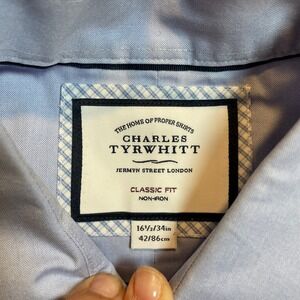 THE HOME OF PROPER SHIRTS
CHARLES
TYRWHITT
JERMYN STREET LONDON
CLASSIC FIT
NON-IRON
16½/34in
42/86cm